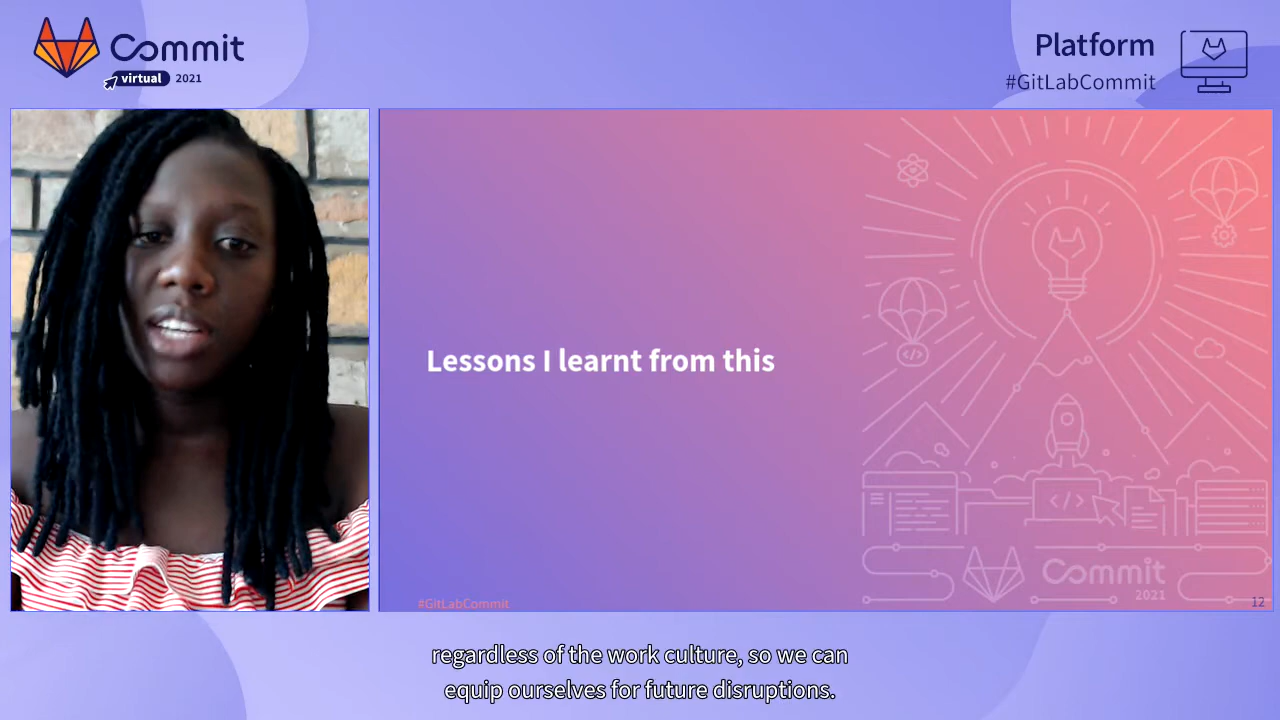 Commit
virtual 2021
Platform
#GitLabCommit
Lessons I learnt from this
</>
</>
Commit
2021
#GitLabCommit
12
regardless of the work culture, so we can
equip ourselves for future disruptions.